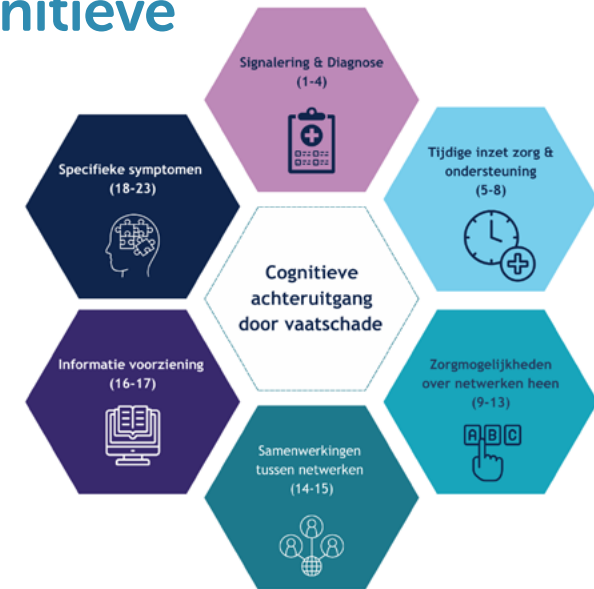 nitieve
Signalering & Diagnose
(1-4)
Tijdige inzet zorg &
ondersteuning
(5-8)
Specifieke symptomen
(18-23)
Cognitieve
achteruitgang
door vaatschade
Zorgmogelijkheden
over netwerken heen
(9-13)
A B C
Informatie voorziening
(16-17)
Samenwerkingen
tussen netwerken
(14-15)